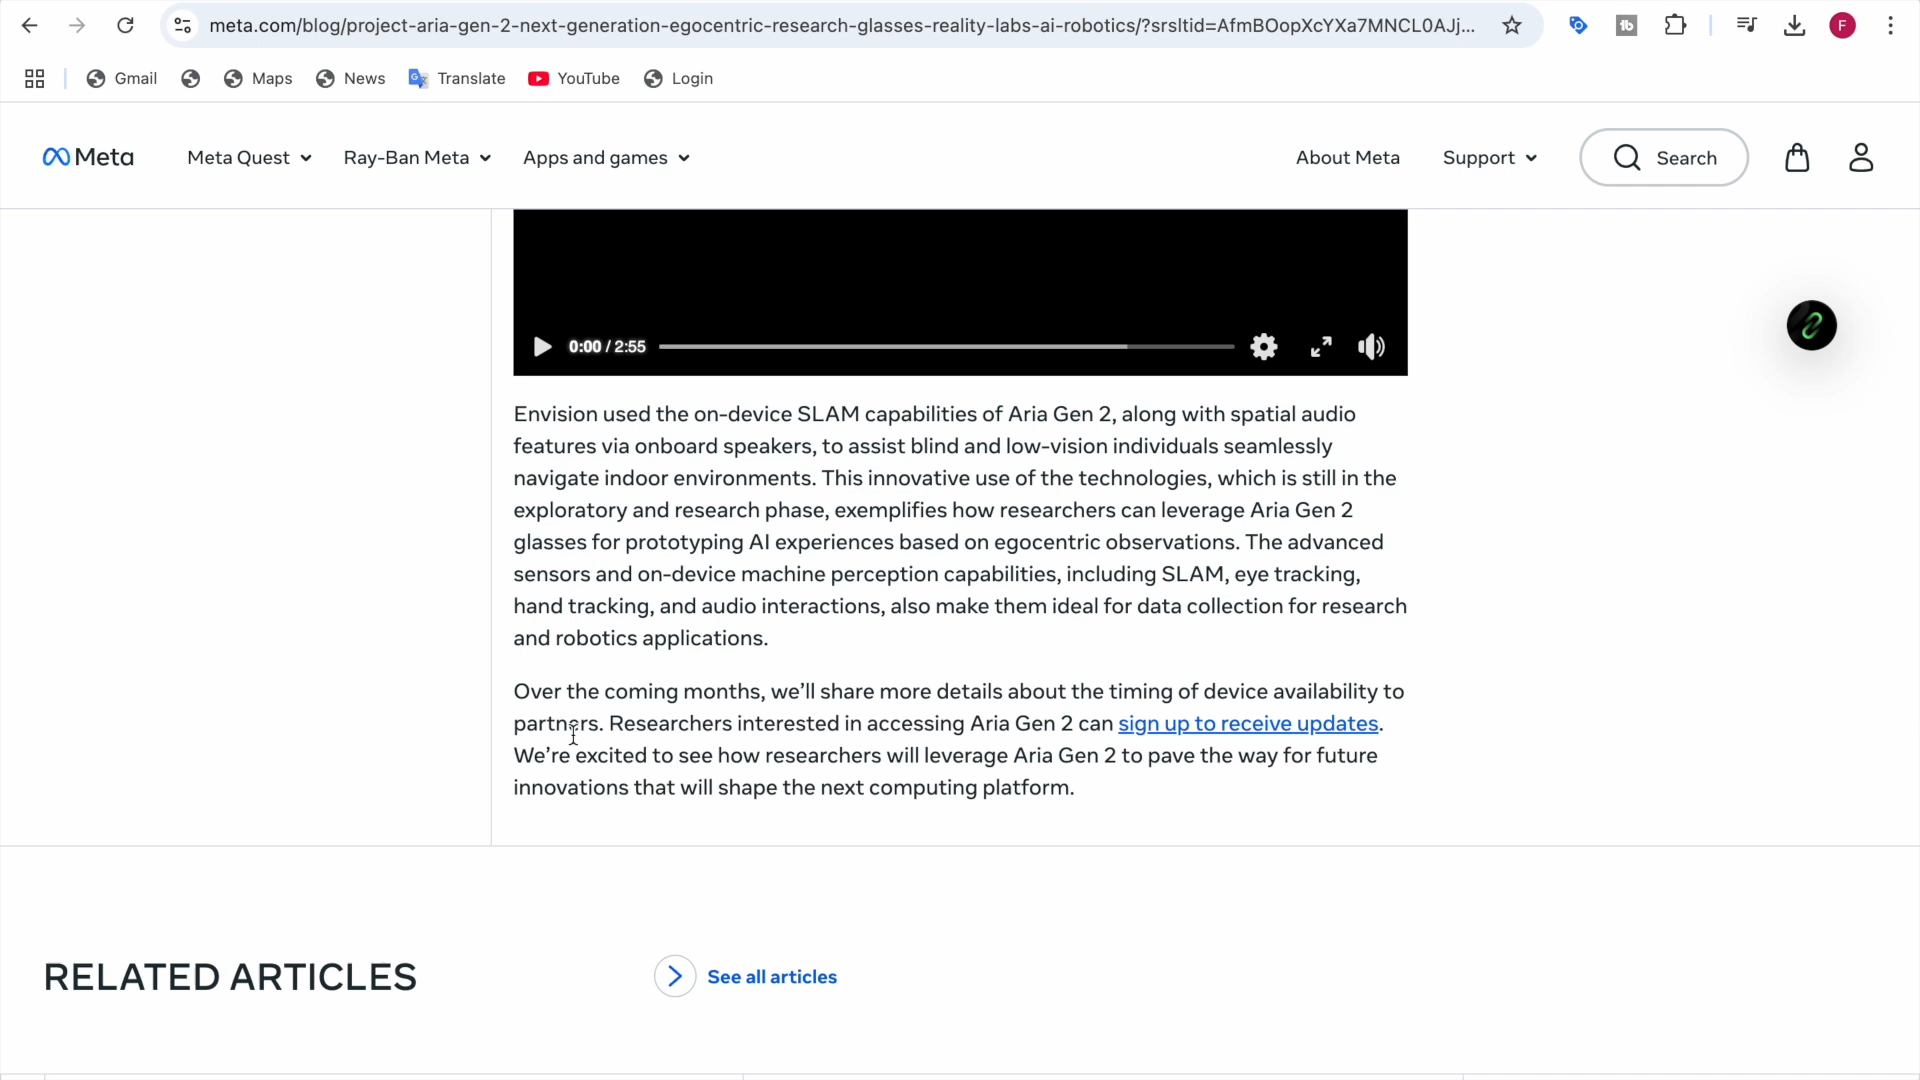 meta.com/blog/project-aria-gen-2-next-generation-egocentric-research-glasses-reality-labs-ai-robotics/?srsltid=AfmBOopXcYXa7MNCL0AJj...
F
Gmail
Maps
News
Translate
YouTube
Login
Meta
Meta Quest
Ray-Ban Meta
Apps and games
About Meta
Support
Search
0:00 / 2:55
Envision used the on-device SLAM capabilities of Aria Gen 2, along with spatial audio
features via onboard speakers, to assist blind and low-vision individuals seamlessly
navigate indoor environments. This innovative use of the technologies, which is still in the
exploratory and research phase, exemplifies how researchers can leverage Aria Gen 2
glasses for prototyping AI experiences based on egocentric observations. The advanced
sensors and on-device machine perception capabilities, including SLAM, eye tracking,
hand tracking, and audio interactions, also make them ideal for data collection for research
and robotics applications.
Over the coming months, we’ll share more details about the timing of device availability to
partners. Researchers interested in accessing Aria Gen 2 can sign up to receive updates.
We’re excited to see how researchers will leverage Aria Gen 2 to pave the way for future
innovations that will shape the next computing platform.
RELATED ARTICLES
See all articles